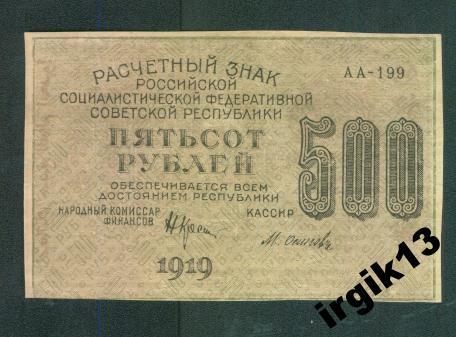 РАСЧЕТНЫЙ ЗНАК
РОССИЙСКОЙ
СОЦИАЛИСТИЧЕСКОЙ ФЕДЕРАТИВНОЙ
СОВЕТСКОЙ РЕСПУБЛИКИ
АА-199
ПЯТЬСОТ
РУБЛЕЙ
500
ОБЕСПЕЧИВАЕТСЯ ВСЕМ
ДОСТОЯНИЕМ РЕСПУБЛИКИ
НАРОДНЫЙ КОМИССАР
ФИНАНСОВ
КАССИР
1919
irgik13